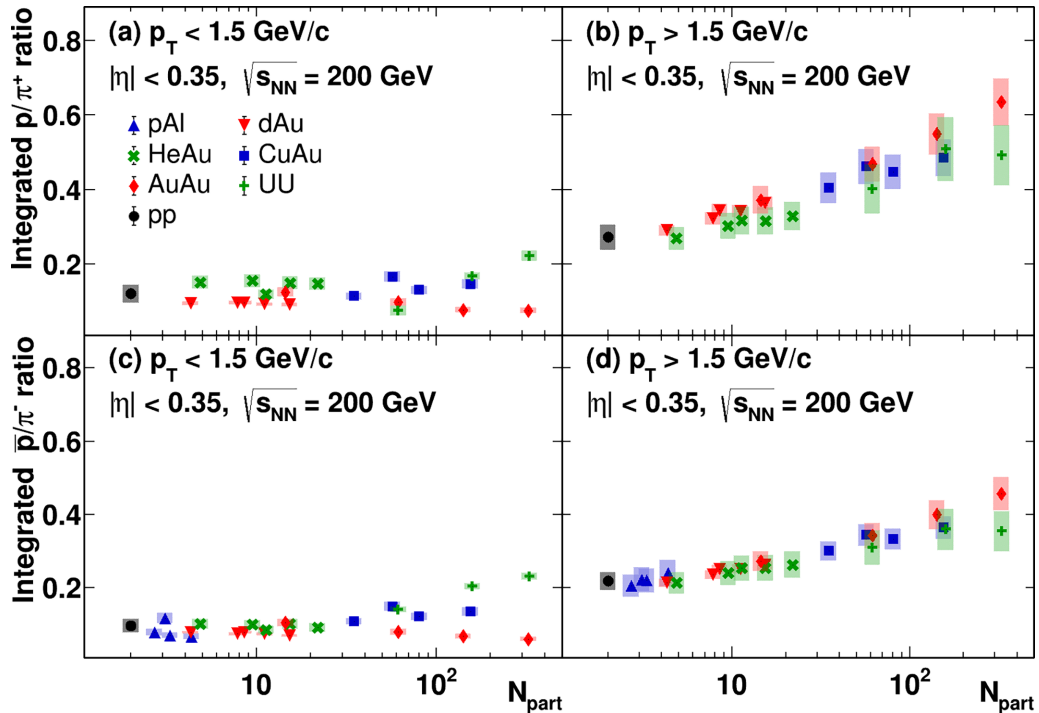 Integrated p/π⁺ ratio
0.8
0.6
0.4
0.2
(a) p_T < 1.5 GeV/c
|η| < 0.35, √s_NN = 200 GeV
pAl
dAu
HeAu
CuAu
AuAu
UU
pp
(b) p_T > 1.5 GeV/c
|η| < 0.35, √s_NN = 200 GeV
Integrated p̅/π⁻ ratio
0.8
0.6
0.4
0.2
(c) p_T < 1.5 GeV/c
|η| < 0.35, √s_NN = 200 GeV
(d) p_T > 1.5 GeV/c
|η| < 0.35, √s_NN = 200 GeV
10
10²
N_part
10
10²
N_part